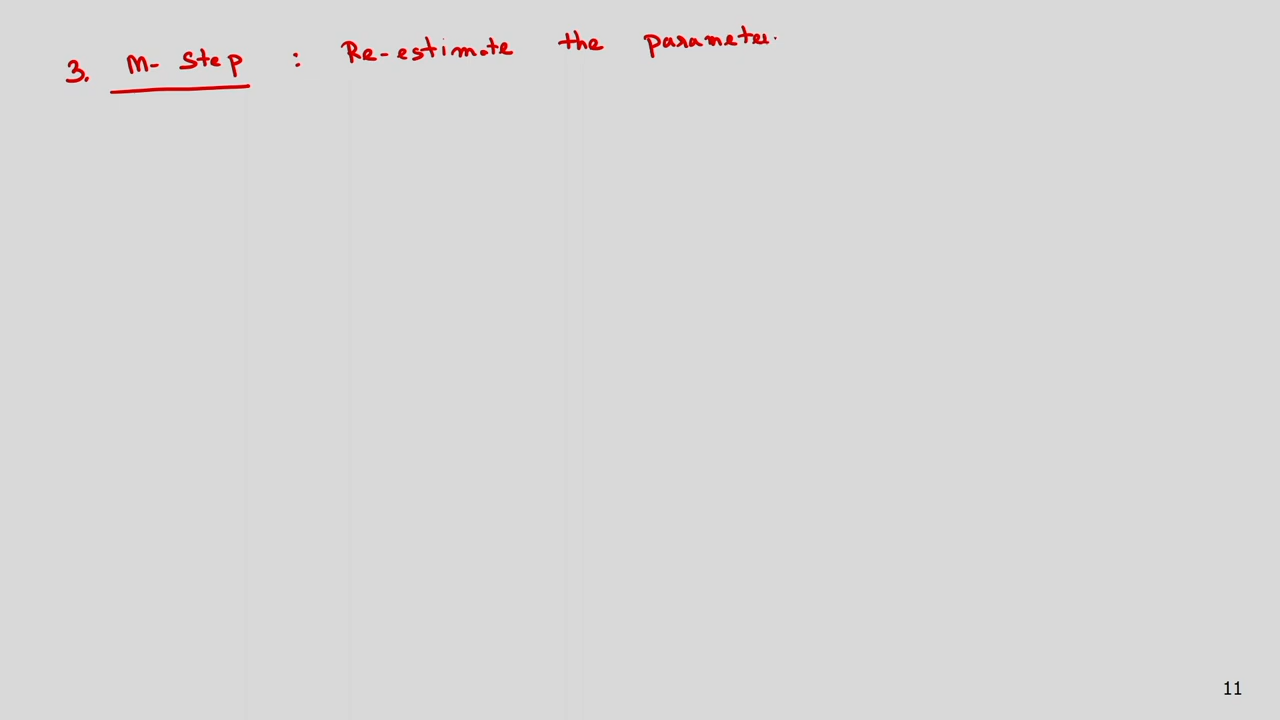 3. M- Step : Re-estimate the parameter.
11